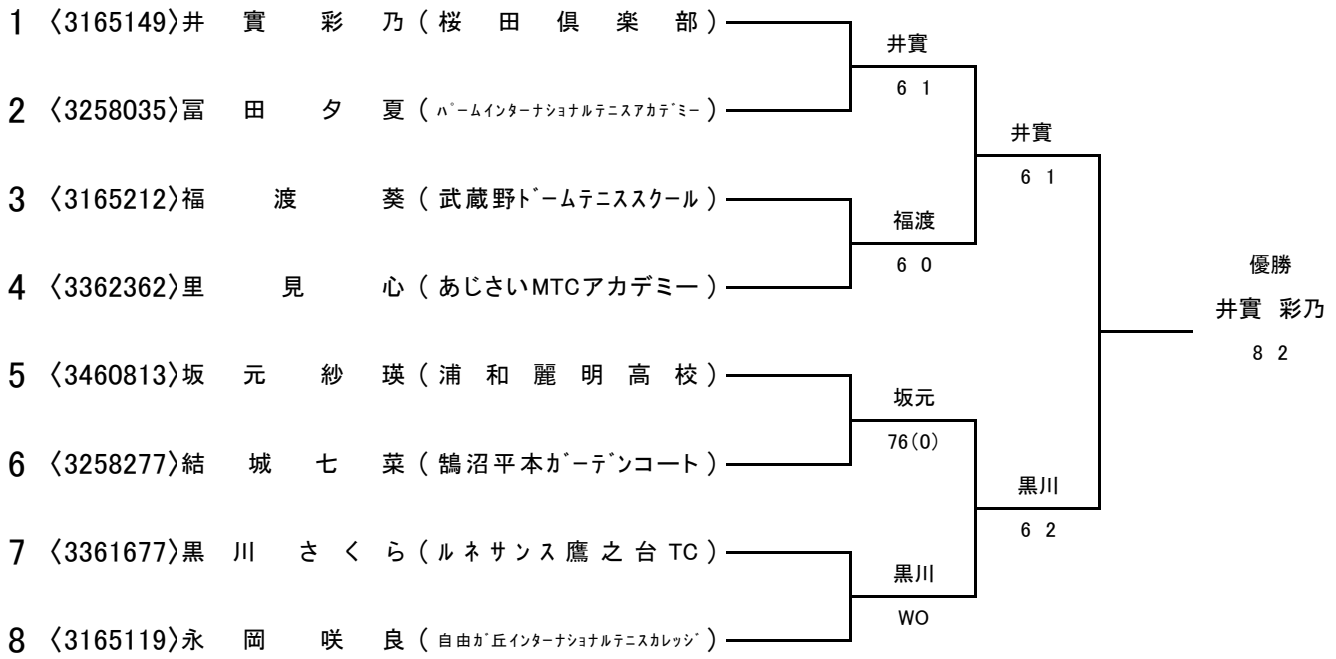 1 〈3165149〉井實彩乃(桜田倶楽部)
井實
6 1
2 〈3258035〉冨田夕夏(ﾊﾟｰﾑｲﾝﾀｰﾅｼｮﾅﾙﾃﾆｽｱｶﾃﾞﾐｰ)
井實
6 1
3 〈3165212〉福渡葵(武蔵野ﾄﾞｰﾑテニススクール)
福渡
6 0
4 〈3362362〉里見心(あじさいMTCアカデミー)
優勝
井實 彩乃
8 2
5 〈3460813〉坂元紗瑛(浦和麗明高校)
坂元
76(0)
6 〈3258277〉結城七菜(鵠沼平本ｶﾞｰﾃﾞﾝコート)
黒川
6 2
7 〈3361677〉黒川さくら(ルネサンス鷹之台TC)
黒川
WO
8 〈3165119〉永岡咲良(自由ｶﾞ丘ｲﾝﾀｰﾅｼｮﾅﾙﾃﾆｽｶﾚｯｼﾞ)